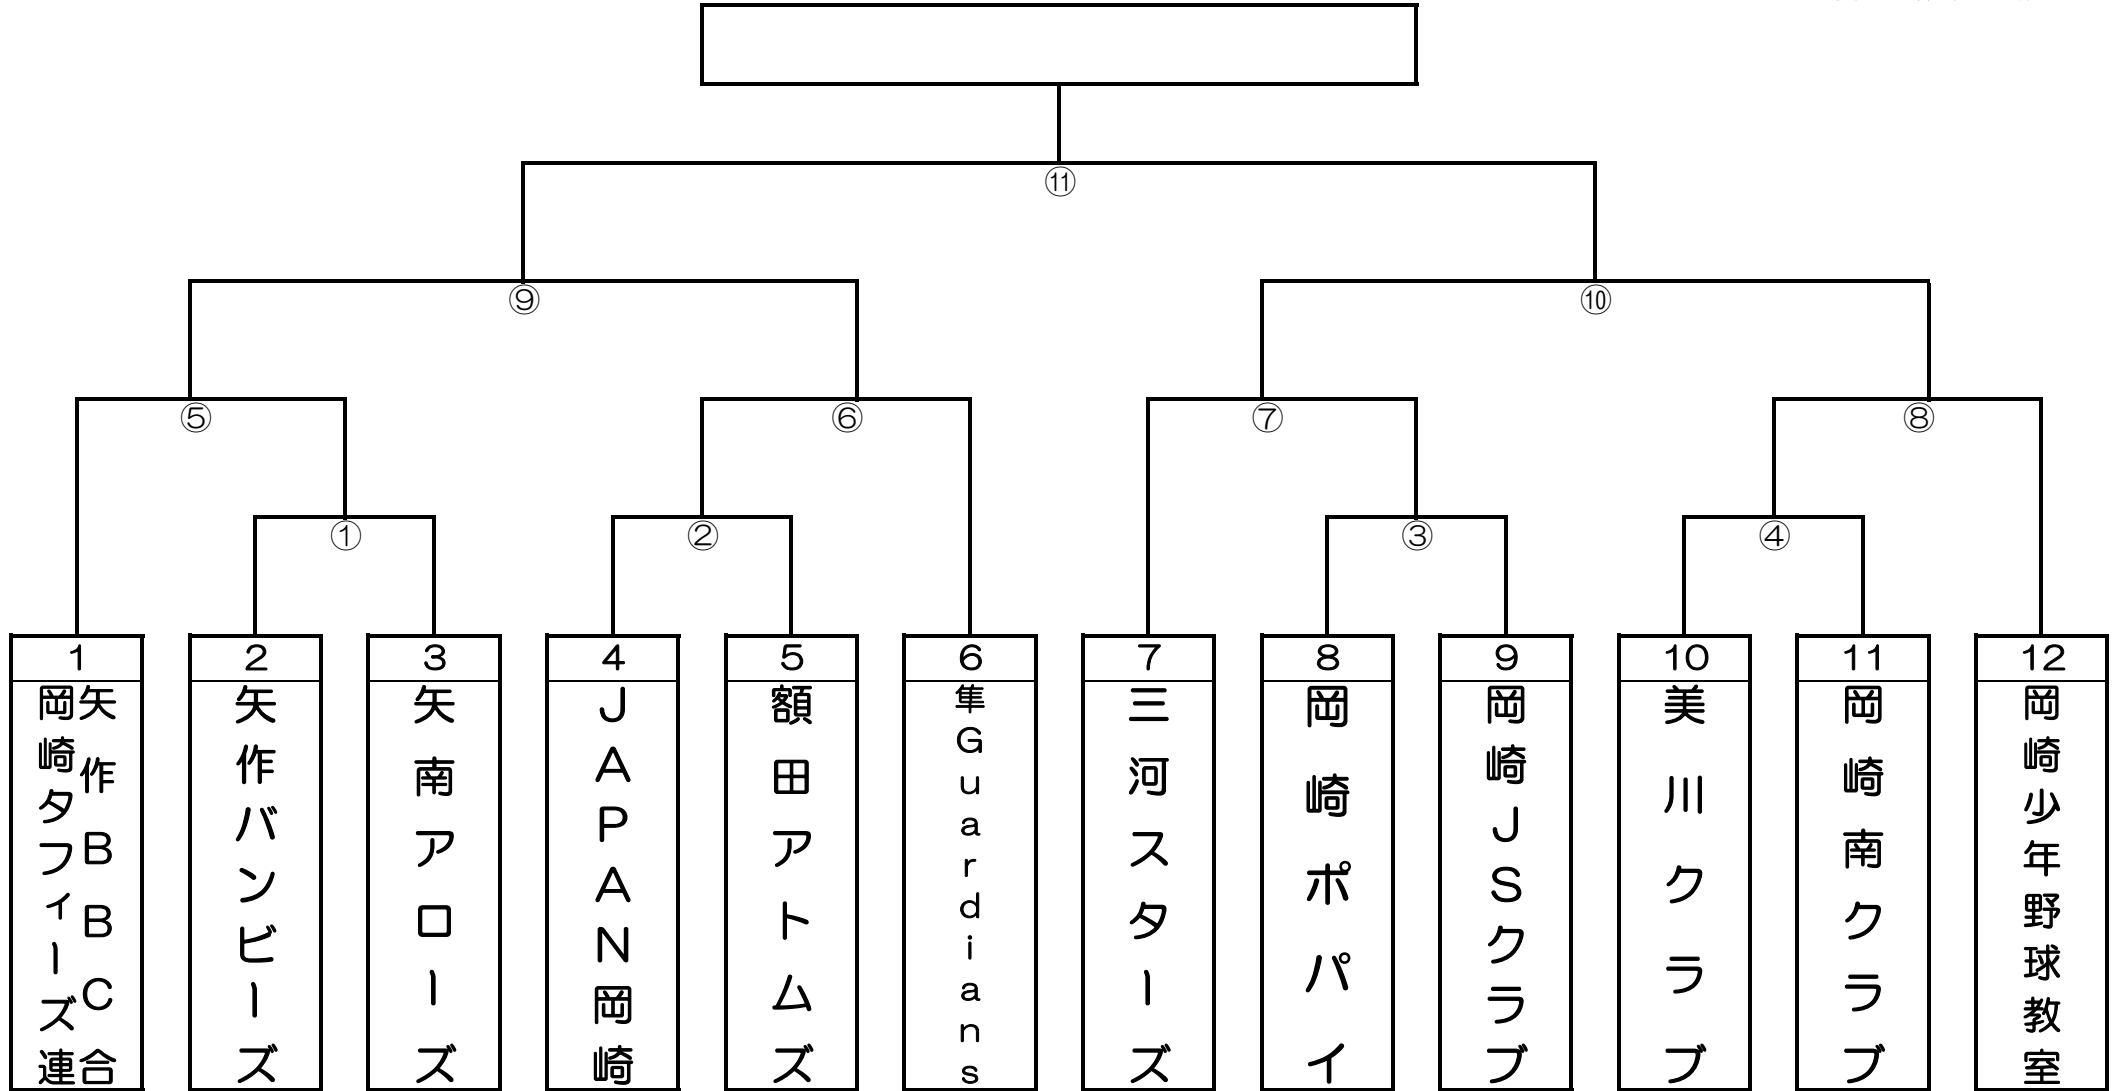 ⑪
⑨
⑩
⑤
⑥
⑦
⑧
①
②
③
④
1
矢作BBC
岡崎タフィーズ
連合
2
矢作バンビーズ
3
矢南アローズ
4
JAPAN岡崎
5
額田アトムズ
6
隼Guardians
7
三河スターズ
8
岡崎ポパイ
9
岡崎JSクラブ
10
美川クラブ
11
岡崎南クラブ
12
岡崎少年野球教室